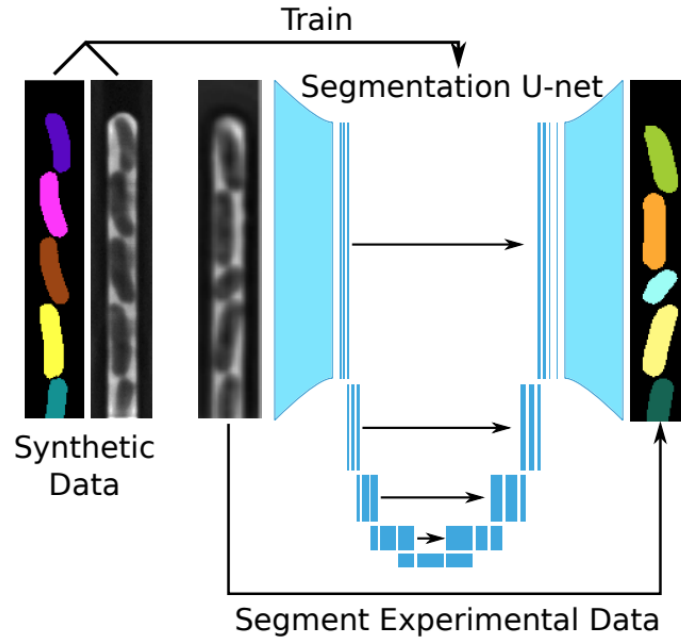 Train
Segmentation U-net
Synthetic
Data
Segment Experimental Data